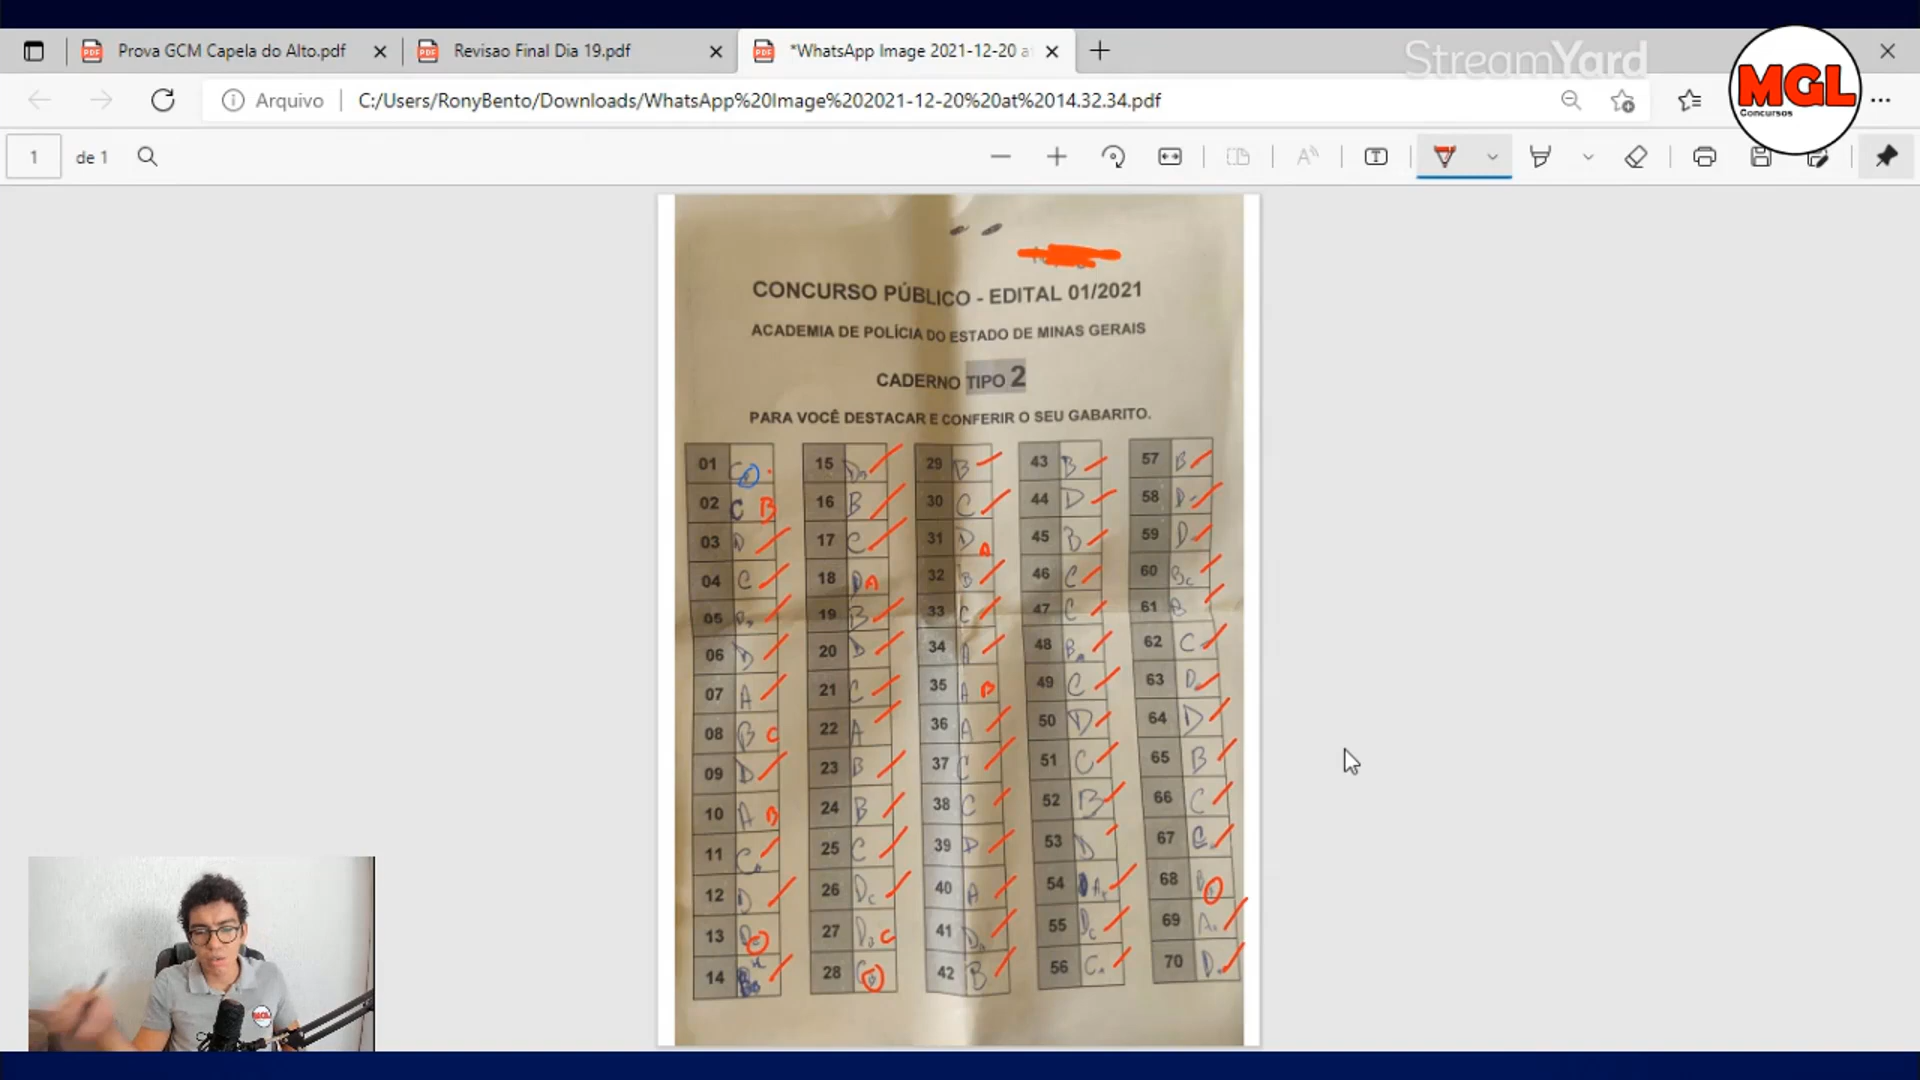 Prova GCM Capela do Alto.pdf
Revisao Final Dia 19.pdf
*WhatsApp Image 2021-12-20 a
StreamYard
MGL
Concursos
Arquivo
C:/Users/RonyBento/Downloads/WhatsApp%20Image%202021-12-20%20at%2014.32.34.pdf
1 de 1
CONCURSO PÚBLICO - EDITAL 01/2021
ACADEMIA DE POLÍCIA DO ESTADO DE MINAS GERAIS
CADERNO TIPO 2
PARA VOCÊ DESTACAR E CONFERIR O SEU GABARITO.
01 C 15 D 29 B 43 B 57 B
02 C B 16 B 30 C 44 D 58 D
03 D 17 C 31 D A 45 B 59 D
04 C 18 D A 32 B 46 C 60 B C
05 19 B 33 C 47 C 61 B
06 D 20 D 34 A 48 B 62 C
07 A 21 C 35 A B 49 C 63 D
08 B C 22 A 36 A 50 D 64 D
09 D 23 B 37 C 51 C 65 B
10 A B 24 B 38 C 52 B 66 C
11 C 25 C 39 D 53 D 67 C
12 D 26 D C 40 A 54 A 68 B
13 D 27 D C 41 D 55 D C 69 A
14 B 28 C 42 B 56 C 70 D
MGL